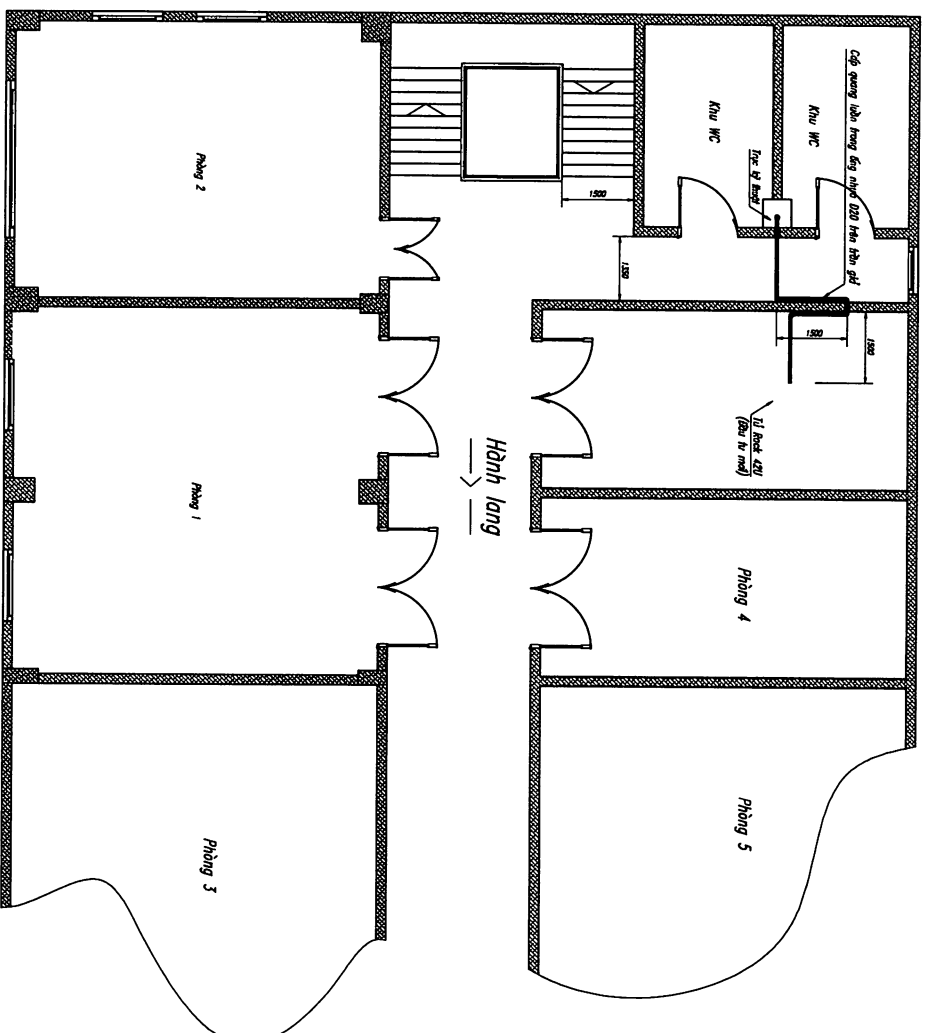 Cáp quang luồn trong ống nhựa D20 trên trần giả
Khu WC
Khu WC
Trục kỹ thuật
1500
1350
1500
1500
Tủ Rack 42U
(Đầu tư mới)
Phòng 2
Phòng 1
Hành lang
Phòng 4
Phòng 5
Phòng 3